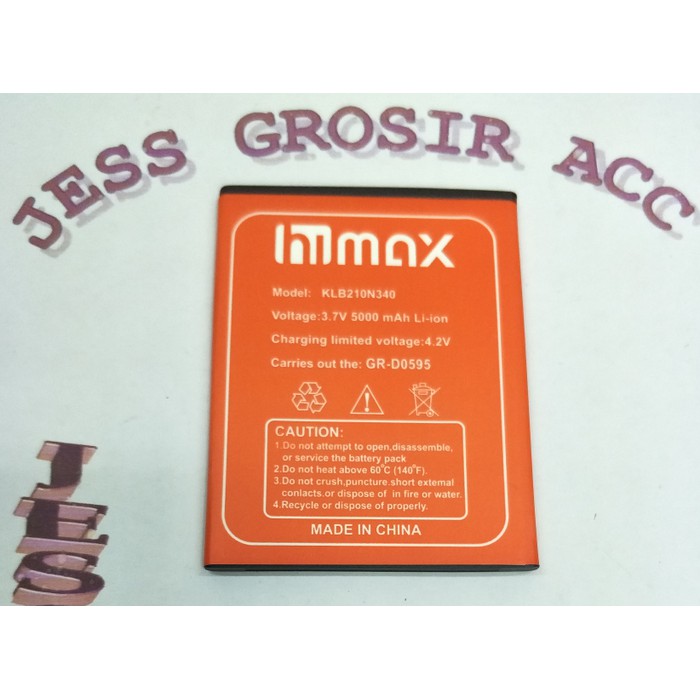 JESS GROSIR ACC
hmmax
Model: KLB210N340
Voltage:3.7V 5000 mAh Li-ion
Charging limited voltage:4.2V
Carries out the: GR-D0595
CAUTION:
1.Do not attempt to open,disassemble,
or service the battery pack
2.Do not heat above 60°C (140°F).
3.Do not crush,puncture.short external
contacts.or dispose of in fire or water.
4.Recycle or dispose of properly.
MADE IN CHINA
JES